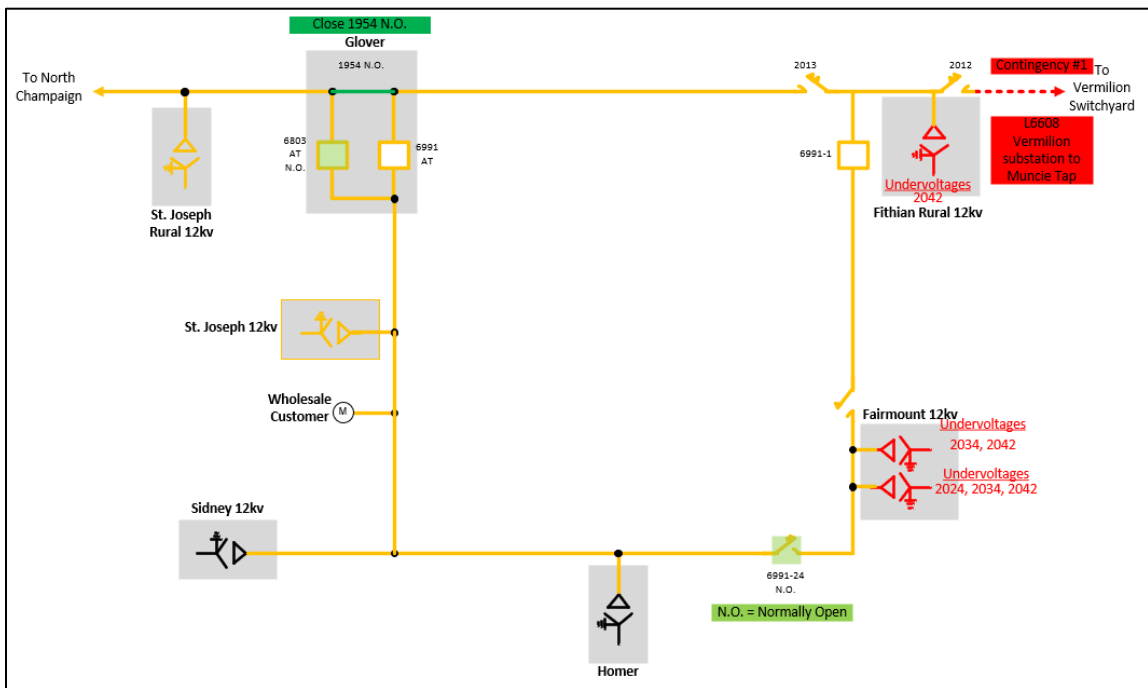 Close 1954 N.O.
Glover
1954 N.O.
To North
Champaign
2013
2012
Contingency #1
To
Vermilion
Switchyard
6803
AT
N.O.
6991
AT
6991-1
L6608
Vermilion
substation to
Muncie Tap
Undervoltages
2042
Fithian Rural 12kv
St. Joseph
Rural 12kv
St. Joseph 12kv
Wholesale
Customer
M
Fairmount 12kv
Undervoltages
2034, 2042
Undervoltages
2024, 2034, 2042
Sidney 12kv
6991-24
N.O.
N.O. = Normally Open
Homer